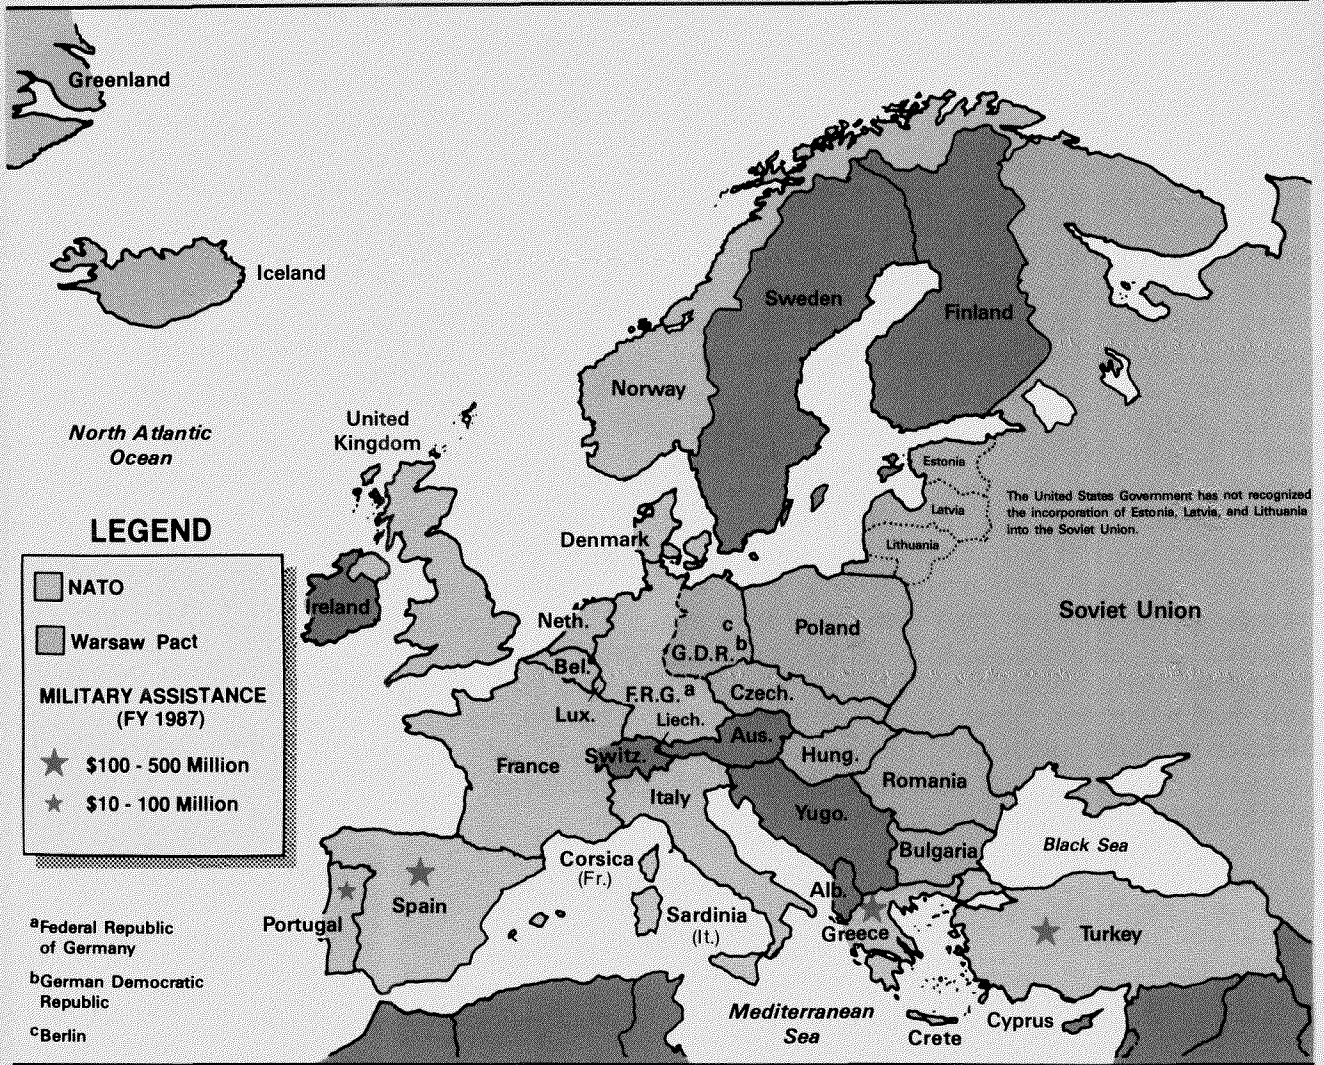 Greenland
Iceland
Sweden
Finland
Norway
United
Kingdom
North Atlantic
Ocean
Estonia
Latvia
Lithuania
The United States Government has not recognized
the incorporation of Estonia, Latvia, and Lithuania
into the Soviet Union.
Denmark
Ireland
Soviet Union
Neth.
Poland
c
G.D.R. b
Bel.
F.R.G. a
Czech.
Lux.
Liech.
Aus.
Switz.
Hung.
France
Romania
Italy
Yugo.
Black Sea
Bulgaria
Corsica
(Fr.)
Alb.
Spain
Sardinia
(It.)
Portugal
Greece
Turkey
Mediterranean
Sea
Cyprus
Crete
LEGEND
NATO
Warsaw Pact
MILITARY ASSISTANCE
(FY 1987)
$100 - 500 Million
$10 - 100 Million
a Federal Republic
of Germany
b German Democratic
Republic
c Berlin